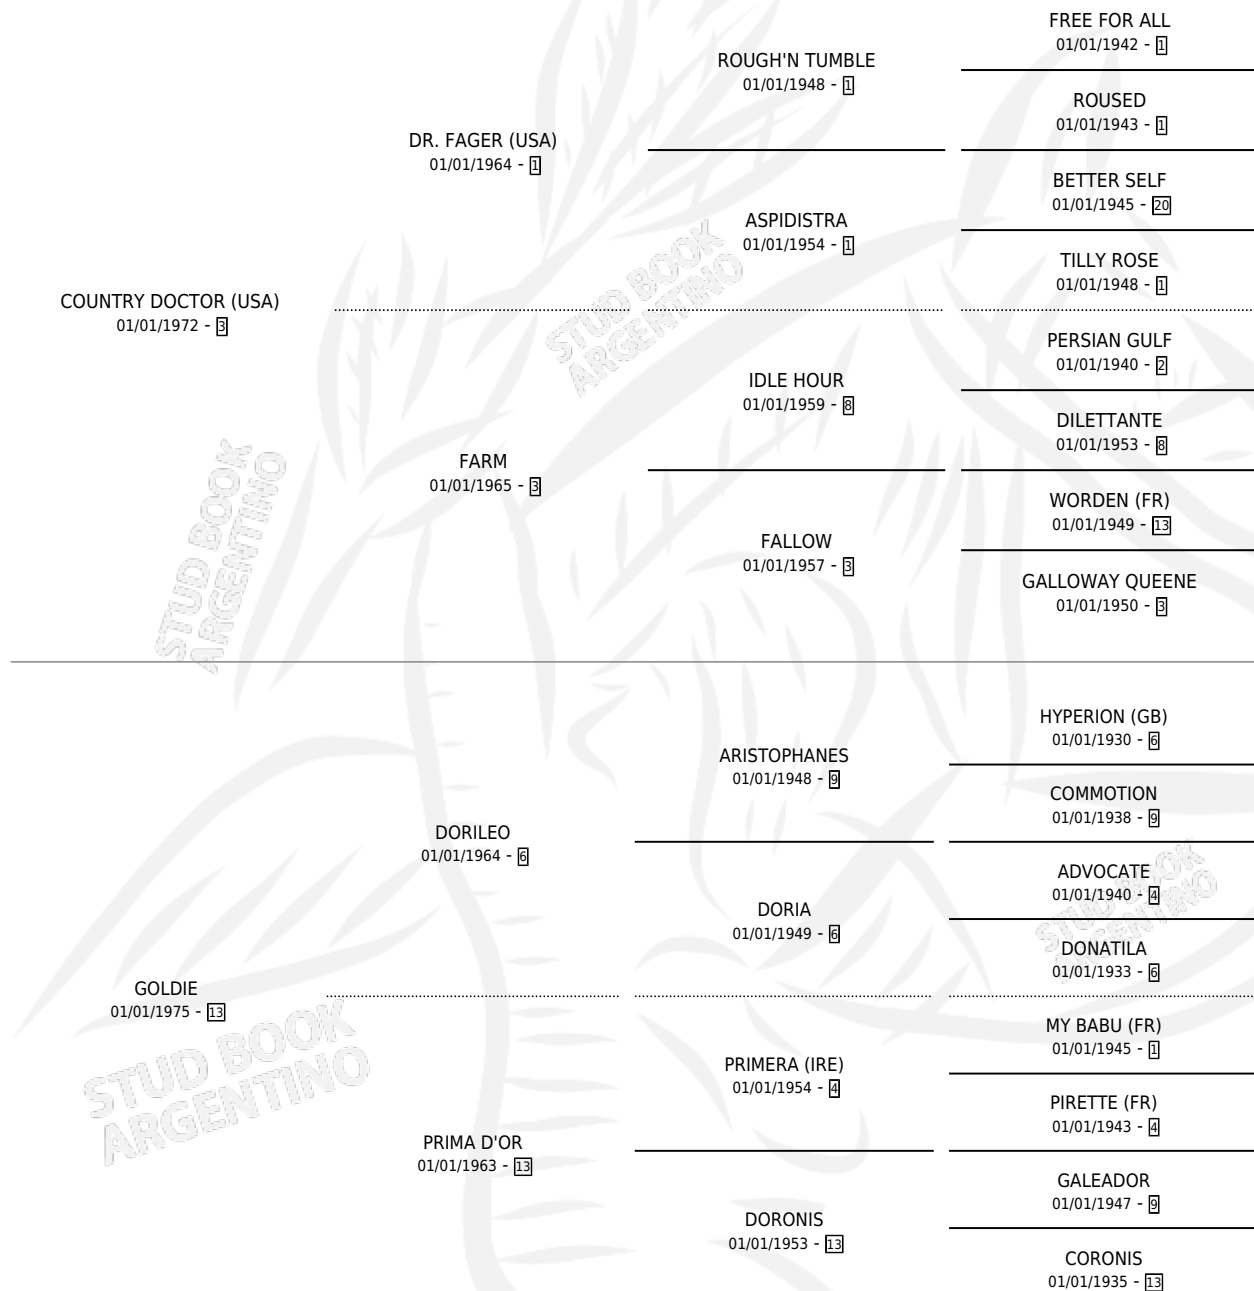 COUNTRY DOCTOR (USA)
01/01/1972 - 3
DR. FAGER (USA)
01/01/1964 - 1
FARM
01/01/1965 - 3
ROUGH'N TUMBLE
01/01/1948 - 1
ASPIDISTRA
01/01/1954 - 1
IDLE HOUR
01/01/1959 - 8
FALLOW
01/01/1957 - 3
FREE FOR ALL
01/01/1942 - 1
ROUSED
01/01/1943 - 1
BETTER SELF
01/01/1945 - 20
TILLY ROSE
01/01/1948 - 1
PERSIAN GULF
01/01/1940 - 2
DILETTANTE
01/01/1953 - 8
WORDEN (FR)
01/01/1949 - 13
GALLOWAY QUEENE
01/01/1950 - 3
GOLDIE
01/01/1975 - 13
DORILEO
01/01/1964 - 6
PRIMA D'OR
01/01/1963 - 13
ARISTOPHANES
01/01/1948 - 9
DORIA
01/01/1949 - 6
PRIMERA (IRE)
01/01/1954 - 4
DORONIS
01/01/1953 - 13
HYPERION (GB)
01/01/1930 - 6
COMMOTION
01/01/1938 - 9
ADVOCATE
01/01/1940 - 4
DONATILA
01/01/1933 - 6
MY BABU (FR)
01/01/1945 - 1
PIRETTE (FR)
01/01/1943 - 4
GALEADOR
01/01/1947 - 9
CORONIS
01/01/1935 - 13
STUD BOOK
ARGENTINO
STUD BOOK
ARGENTINO
STUD BOOK
ARGENTINO
STUD BOOK
ARGENTINO